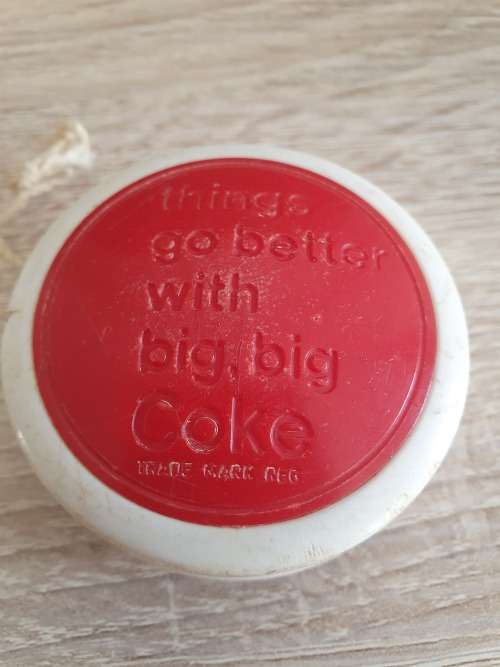 things
go better
with
big, big
Coke
TRADE MARK REG